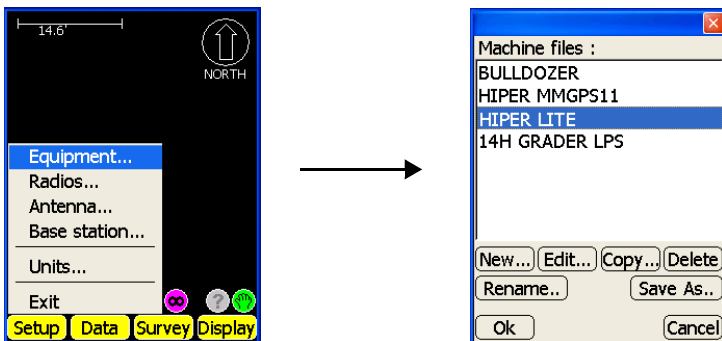 14.6'
NORTH
Equipment...
Radios...
Antenna...
Base station...
Units...
Exit
∞ ?
Setup Data Survey Display
Machine files :
BULLDOZER
HIPER MMGPS11
HIPER LITE
14H GRADER LPS
New... Edit... Copy... Delete
Rename.. Save As..
Ok Cancel